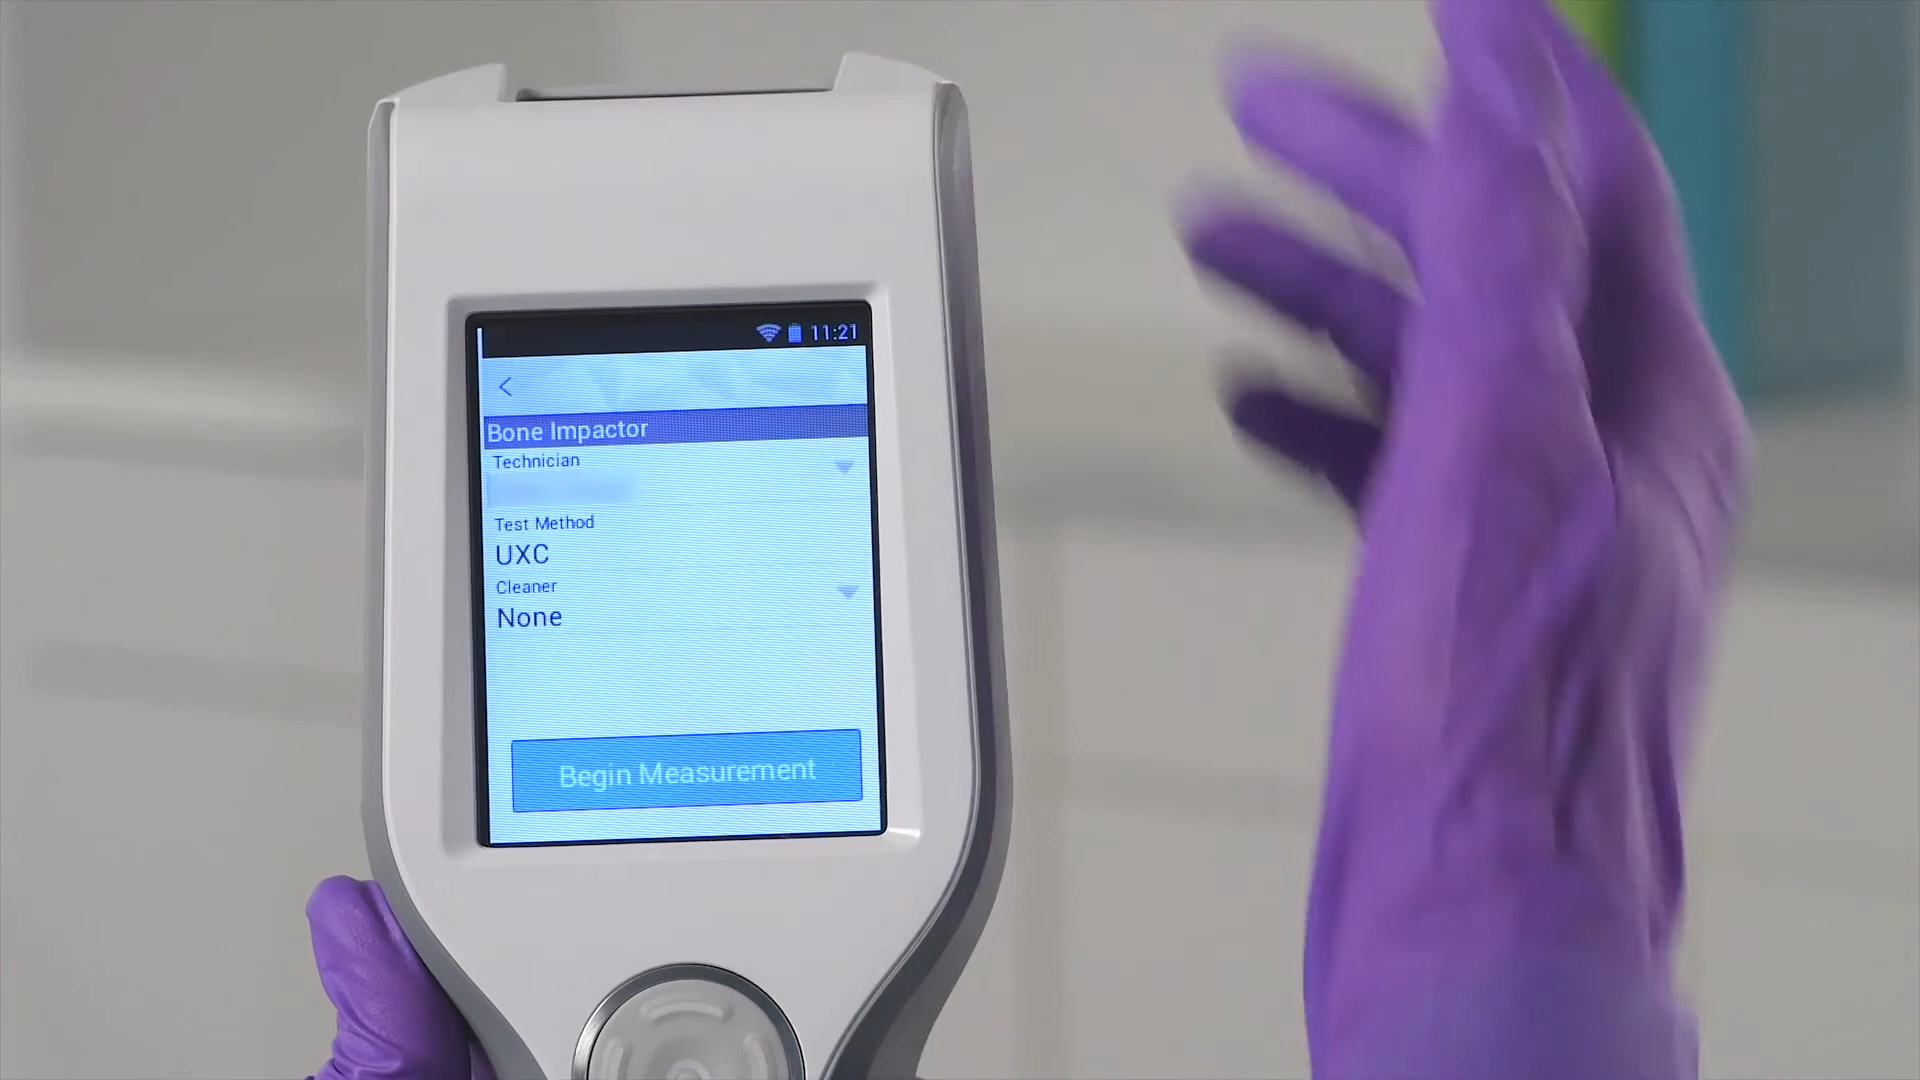 11:21
<
Bone Impactor
Technician
Test Method
UXC
Cleaner
None
Begin Measurement